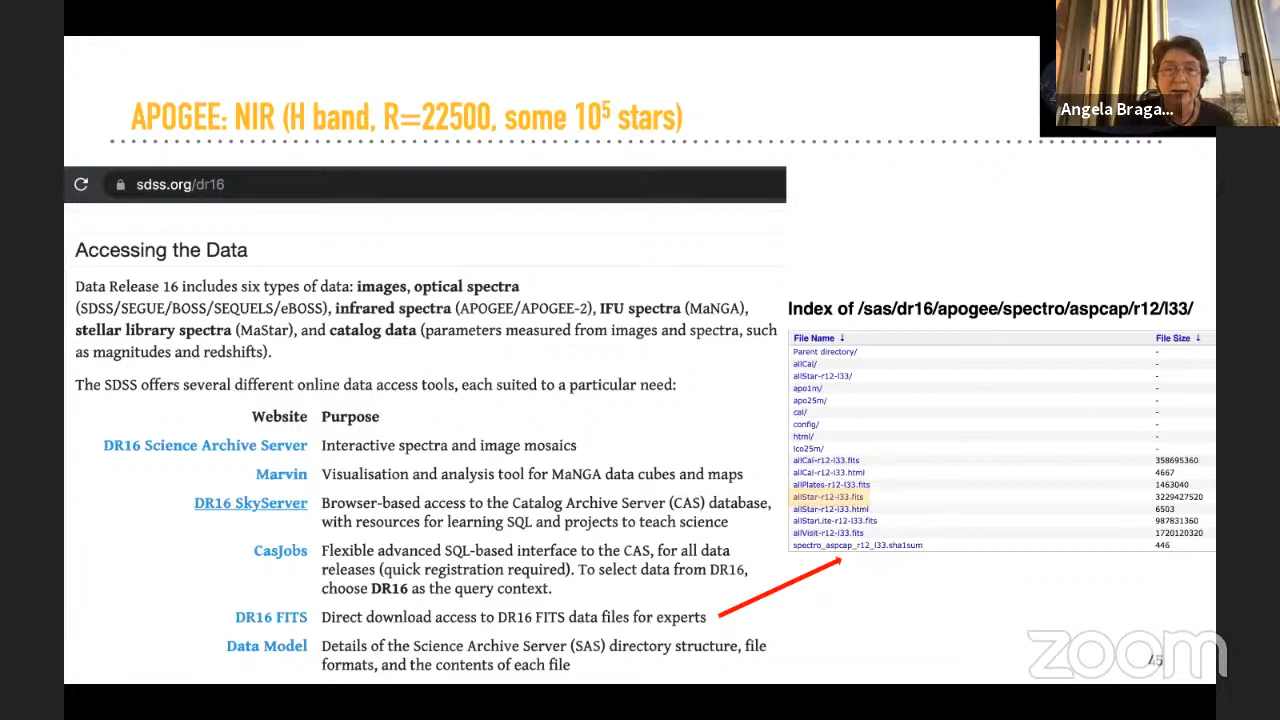 APOGEE: NIR (H band, R=22500, some 10⁵ stars)
Angela Braga...
sdss.org/dr16
Accessing the Data
Data Release 16 includes six types of data: images, optical spectra
(SDSS/SEGUE/BOSS/SEQUELS/eBOSS), infrared spectra (APOGEE/APOGEE-2), IFU spectra (MaNGA),
stellar library spectra (MaStar), and catalog data (parameters measured from images and spectra, such
as magnitudes and redshifts).
The SDSS offers several different online data access tools, each suited to a particular need:
Website Purpose
DR16 Science Archive Server Interactive spectra and image mosaics
Marvin Visualisation and analysis tool for MaNGA data cubes and maps
DR16 SkyServer Browser-based access to the Catalog Archive Server (CAS) database,
with resources for learning SQL and projects to teach science
CasJobs Flexible advanced SQL-based interface to the CAS, for all data
releases (quick registration required). To select data from DR16,
choose DR16 as the query context.
DR16 FITS Direct download access to DR16 FITS data files for experts
Data Model Details of the Science Archive Server (SAS) directory structure, file
formats, and the contents of each file
Index of /sas/dr16/apogee/spectro/aspcap/r12/l33/
File Name ↓ File Size ↓
Parent directory/ -
allCal/ -
allStar-r12-l33/ -
apo1m/ -
apo25m/ -
cal/ -
config/ -
html/ -
lco25m/ -
allCal-r12-l33.fits 358695360
allCal-r12-l33.html 4667
allPlates-r12-l33.fits 1463040
allStar-r12-l33.fits 3229427520
allStar-r12-l33.html 6503
allStarLite-r12-l33.fits 987831360
allVisit-r12-l33.fits 1720120320
spectro_aspcap_r12_l33.sha1sum 446
zoom
45